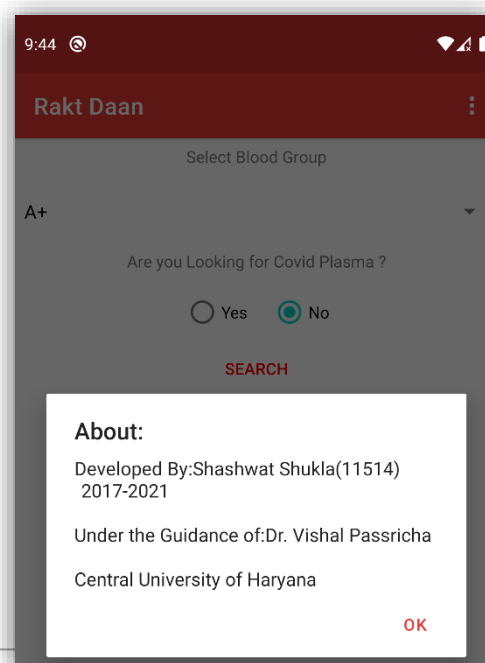 9:44
Rakt Daan
Select Blood Group
A+
Are you Looking for Covid Plasma ?
Yes No
SEARCH
About:
Developed By:Shashwat Shukla(11514)
2017-2021
Under the Guidance of:Dr. Vishal Passricha
Central University of Haryana
OK